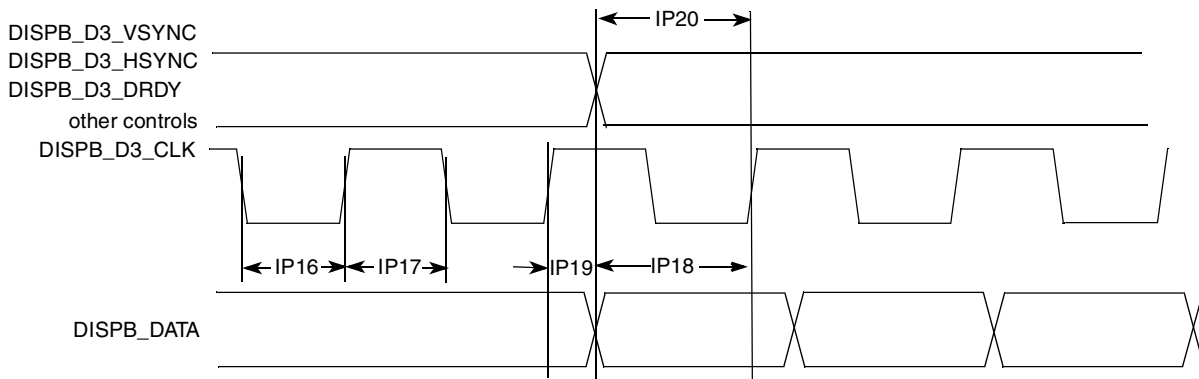 IP20
DISPB_D3_VSYNC
DISPB_D3_HSYNC
DISPB_D3_DRDY
other controls
DISPB_D3_CLK
IP16 IP17 IP19 IP18
DISPB_DATA